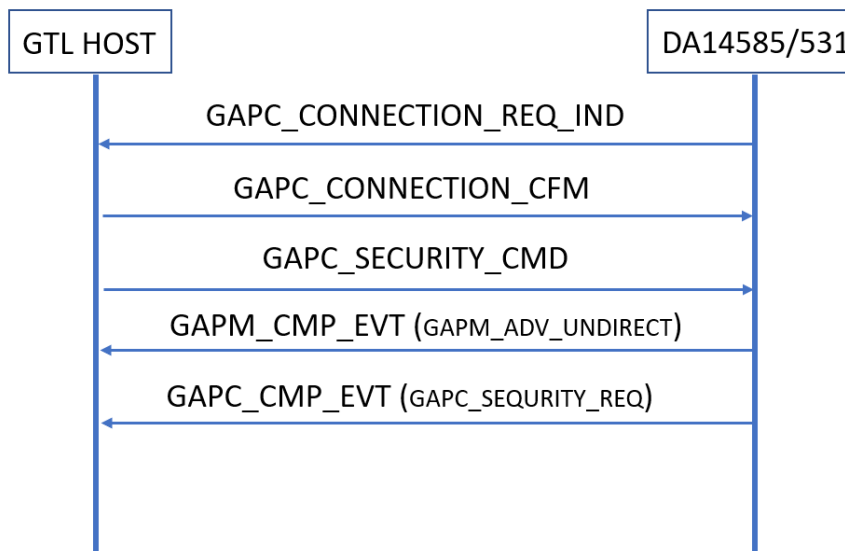 GTL HOST
DA14585/531
GAPC_CONNECTION_REQ_IND
GAPC_CONNECTION_CFM
GAPC_SECURITY_CMD
GAPM_CMP_EVT (GAPM_ADV_UNDIRECT)
GAPC_CMP_EVT (GAPC_SEQURITY_REQ)